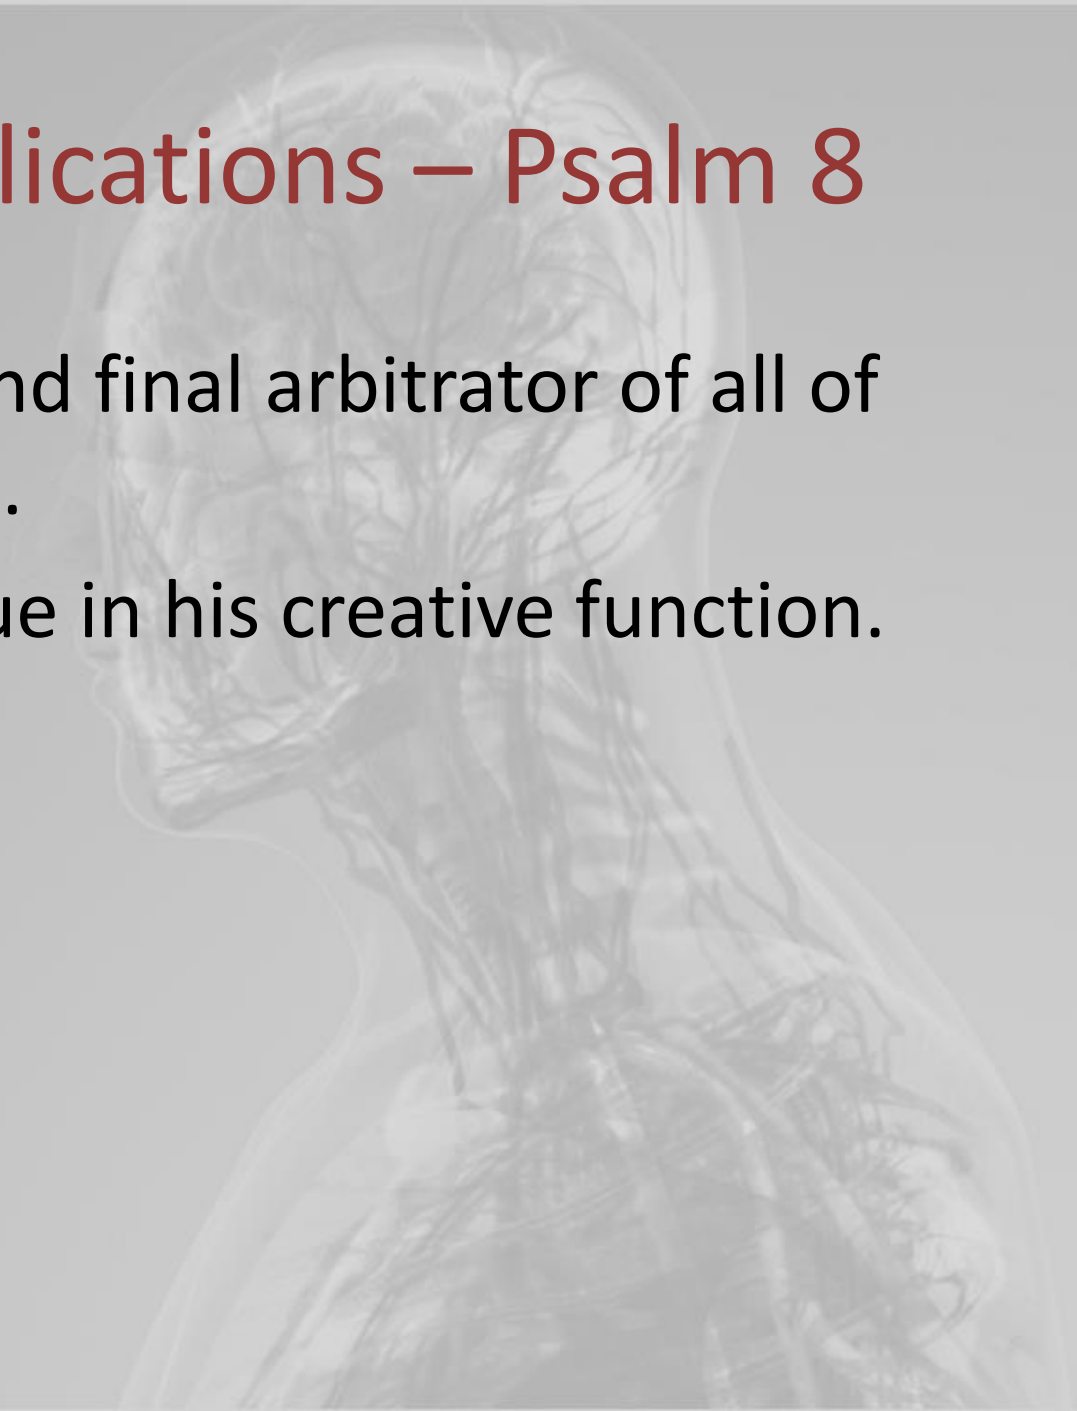 lications – Psalm 8
nd final arbitrator of all of
.
ue in his creative function.